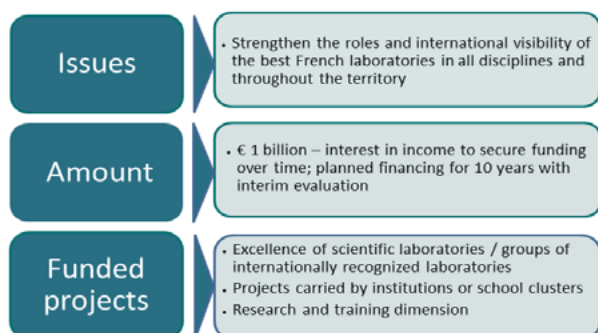 Issues
• Strengthen the roles and international visibility of
the best French laboratories in all disciplines and
throughout the territory
Amount
• € 1 billion – interest in income to secure funding
over time; planned financing for 10 years with
interim evaluation
Funded
projects
• Excellence of scientific laboratories / groups of
internationally recognized laboratories
• Projects carried by institutions or school clusters
• Research and training dimension